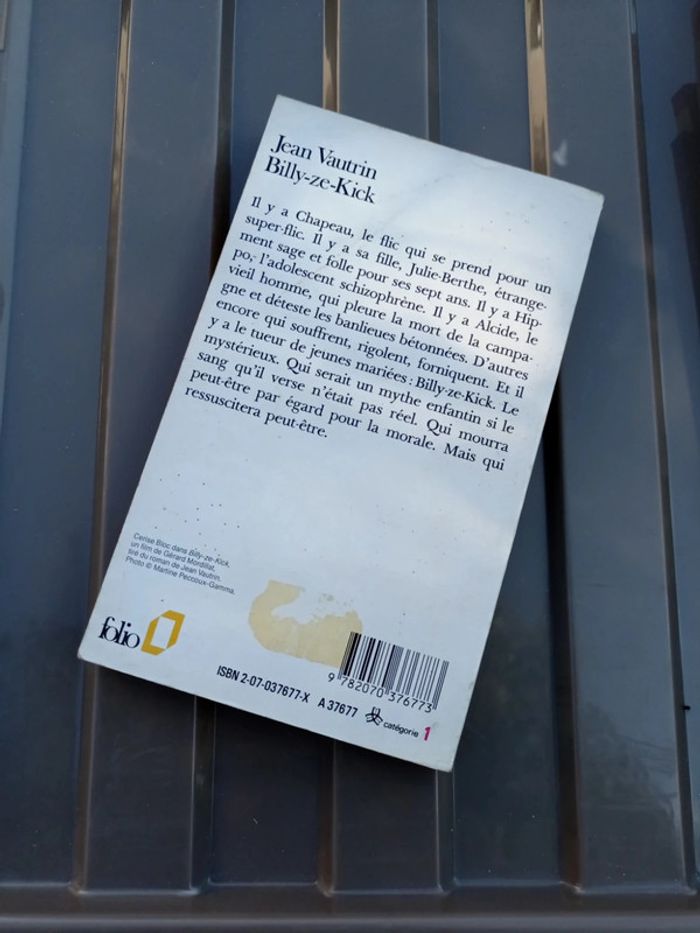 Jean Vautrin
Billy-ze-Kick
Il y a Chapeau, le flic qui se prend pour un
super-flic. Il y a sa fille, Julie-Berthe, étrange-
ment sage et folle pour ses sept ans. Il y a Hip-
po, l'adolescent schizophrène. Il y a Alcide, le
vieil homme, qui pleure la mort de la campa-
gne et déteste les banlieues bétonnées. D'autres
encore qui souffrent, rigolent, forniquent. Et il
y a le tueur de jeunes mariées : Billy-ze-Kick. Le
mystérieux. Qui serait un mythe enfantin si le
sang qu'il verse n'était pas réel. Qui mourra
peut-être par égard pour la morale. Mais qui
ressuscitera peut-être.
Cerise Bloc dans Billy-ze-Kick,
un film de Gérard Mordillat,
tiré du roman de Jean Vautrin.
Photo © Martine Peccoux-Gamma.
folio
9 782070 376773
ISBN 2-07-037677-X A 37677 catégorie 1